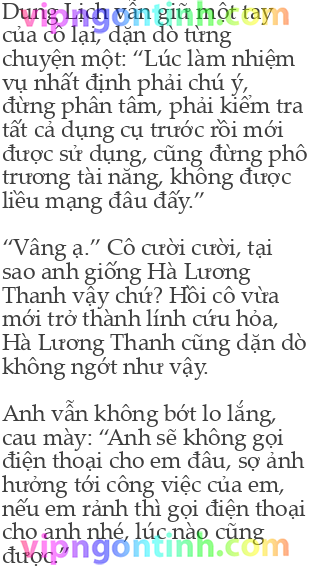 Dung Lịch vẫn giữ một tay
của cô lại, dặn dò từng
chuyện một: “Lúc làm nhiệm
vụ nhất định phải chú ý,
đừng phân tâm, phải kiểm tra
tất cả dụng cụ trước rồi mới
được sử dụng, cũng đừng phô
trương tài năng, không được
liều mạng đâu đấy.”
“Vâng ạ.” Cô cười cười, tại
sao anh giống Hà Lương
Thanh vậy chứ? Hồi cô vừa
mới trở thành lính cứu hỏa,
Hà Lương Thanh cũng dặn dò
không ngớt như vậy.
Anh vẫn không bớt lo lắng,
cau mày: “Anh sẽ không gọi
điện thoại cho em đâu, sợ ảnh
hưởng tới công việc của em,
nếu em rảnh thì gọi điện thoại
cho anh nhé, lúc nào cũng
được.”
vipngontinh.com
vipngontinh.com